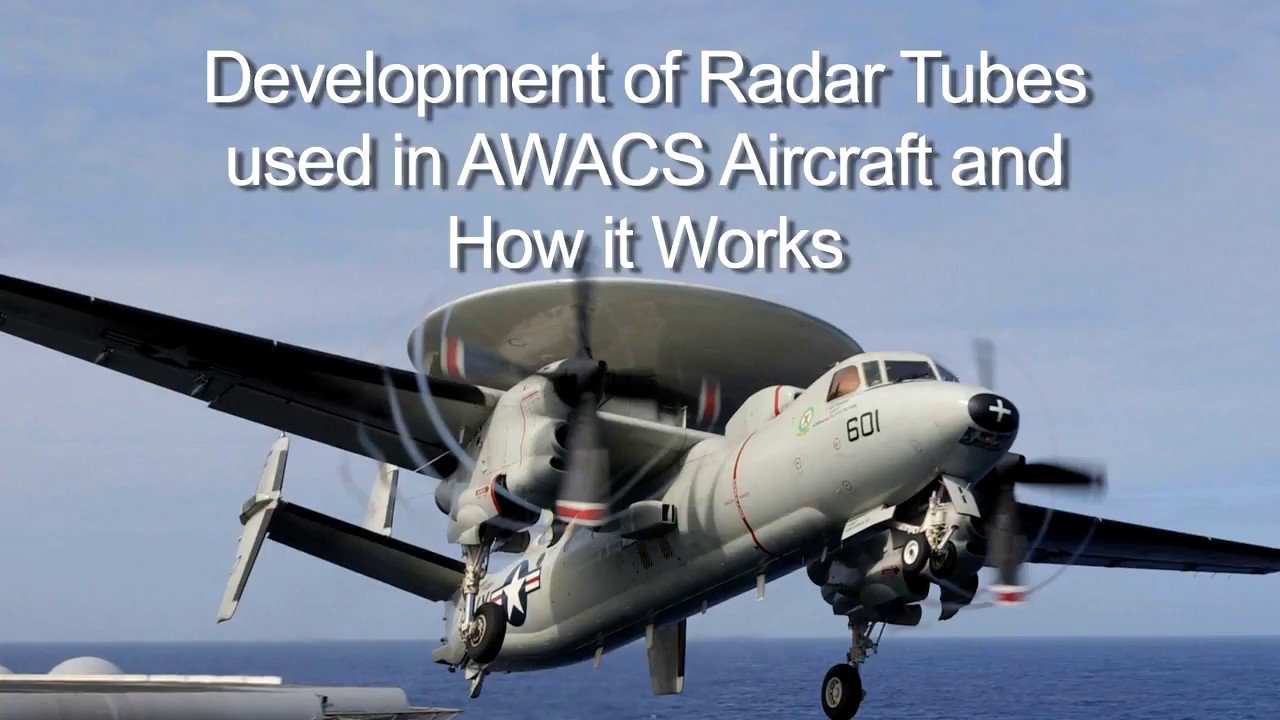 Development of Radar Tubes
used in AWACS Aircraft and
How it Works
601